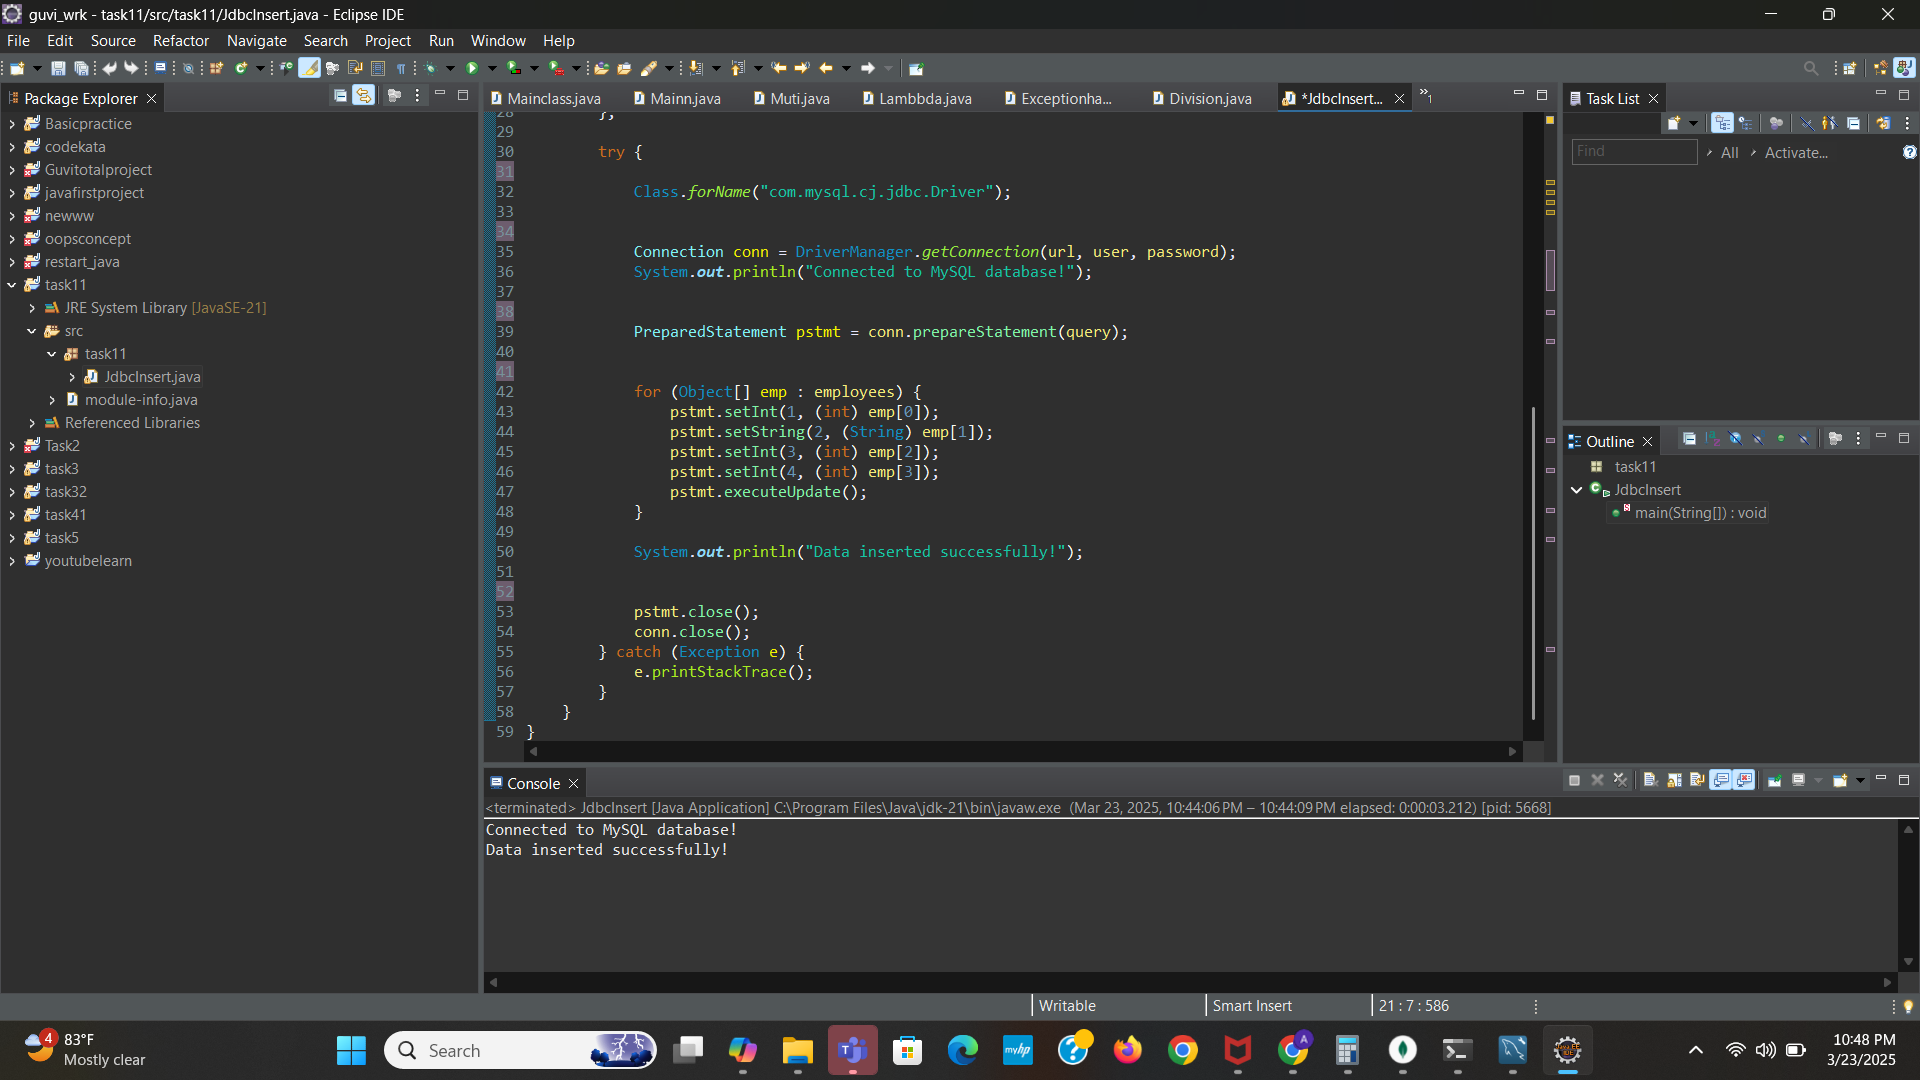 guvi_wrk - task11/src/task11/JdbcInsert.java - Eclipse IDE
File Edit Source Refactor Navigate Search Project Run Window Help
Package Explorer
Basicpractice
codekata
Guvitotalproject
javafirstproject
newww
oopsconcept
restart_java
task11
JRE System Library [JavaSE-21]
src
task11
JdbcInsert.java
module-info.java
Referenced Libraries
Task2
task3
task32
task41
task5
youtubelearn
Mainclass.java Mainn.java Muti.java Lambbda.java Exceptionha... Division.java *JdbcInsert... »1
28 };
29
30 try {
31
32 Class.forName("com.mysql.cj.jdbc.Driver");
33
34
35 Connection conn = DriverManager.getConnection(url, user, password);
36 System.out.println("Connected to MySQL database!");
37
38
39 PreparedStatement pstmt = conn.prepareStatement(query);
40
41
42 for (Object[] emp : employees) {
43 pstmt.setInt(1, (int) emp[0]);
44 pstmt.setString(2, (String) emp[1]);
45 pstmt.setInt(3, (int) emp[2]);
46 pstmt.setInt(4, (int) emp[3]);
47 pstmt.executeUpdate();
48 }
49
50 System.out.println("Data inserted successfully!");
51
52
53 pstmt.close();
54 conn.close();
55 } catch (Exception e) {
56 e.printStackTrace();
57 }
58 }
59 }
Task List
Find All Activate...
Outline
task11
JdbcInsert
main(String[]) : void
Console
<terminated> JdbcInsert [Java Application] C:\Program Files\Java\jdk-21\bin\javaw.exe (Mar 23, 2025, 10:44:06 PM – 10:44:09 PM elapsed: 0:00:03.212) [pid: 5668]
Connected to MySQL database!
Data inserted successfully!
Writable Smart Insert 21 : 7 : 586
4
83°F
Mostly clear
Search
myhp
10:48 PM
3/23/2025